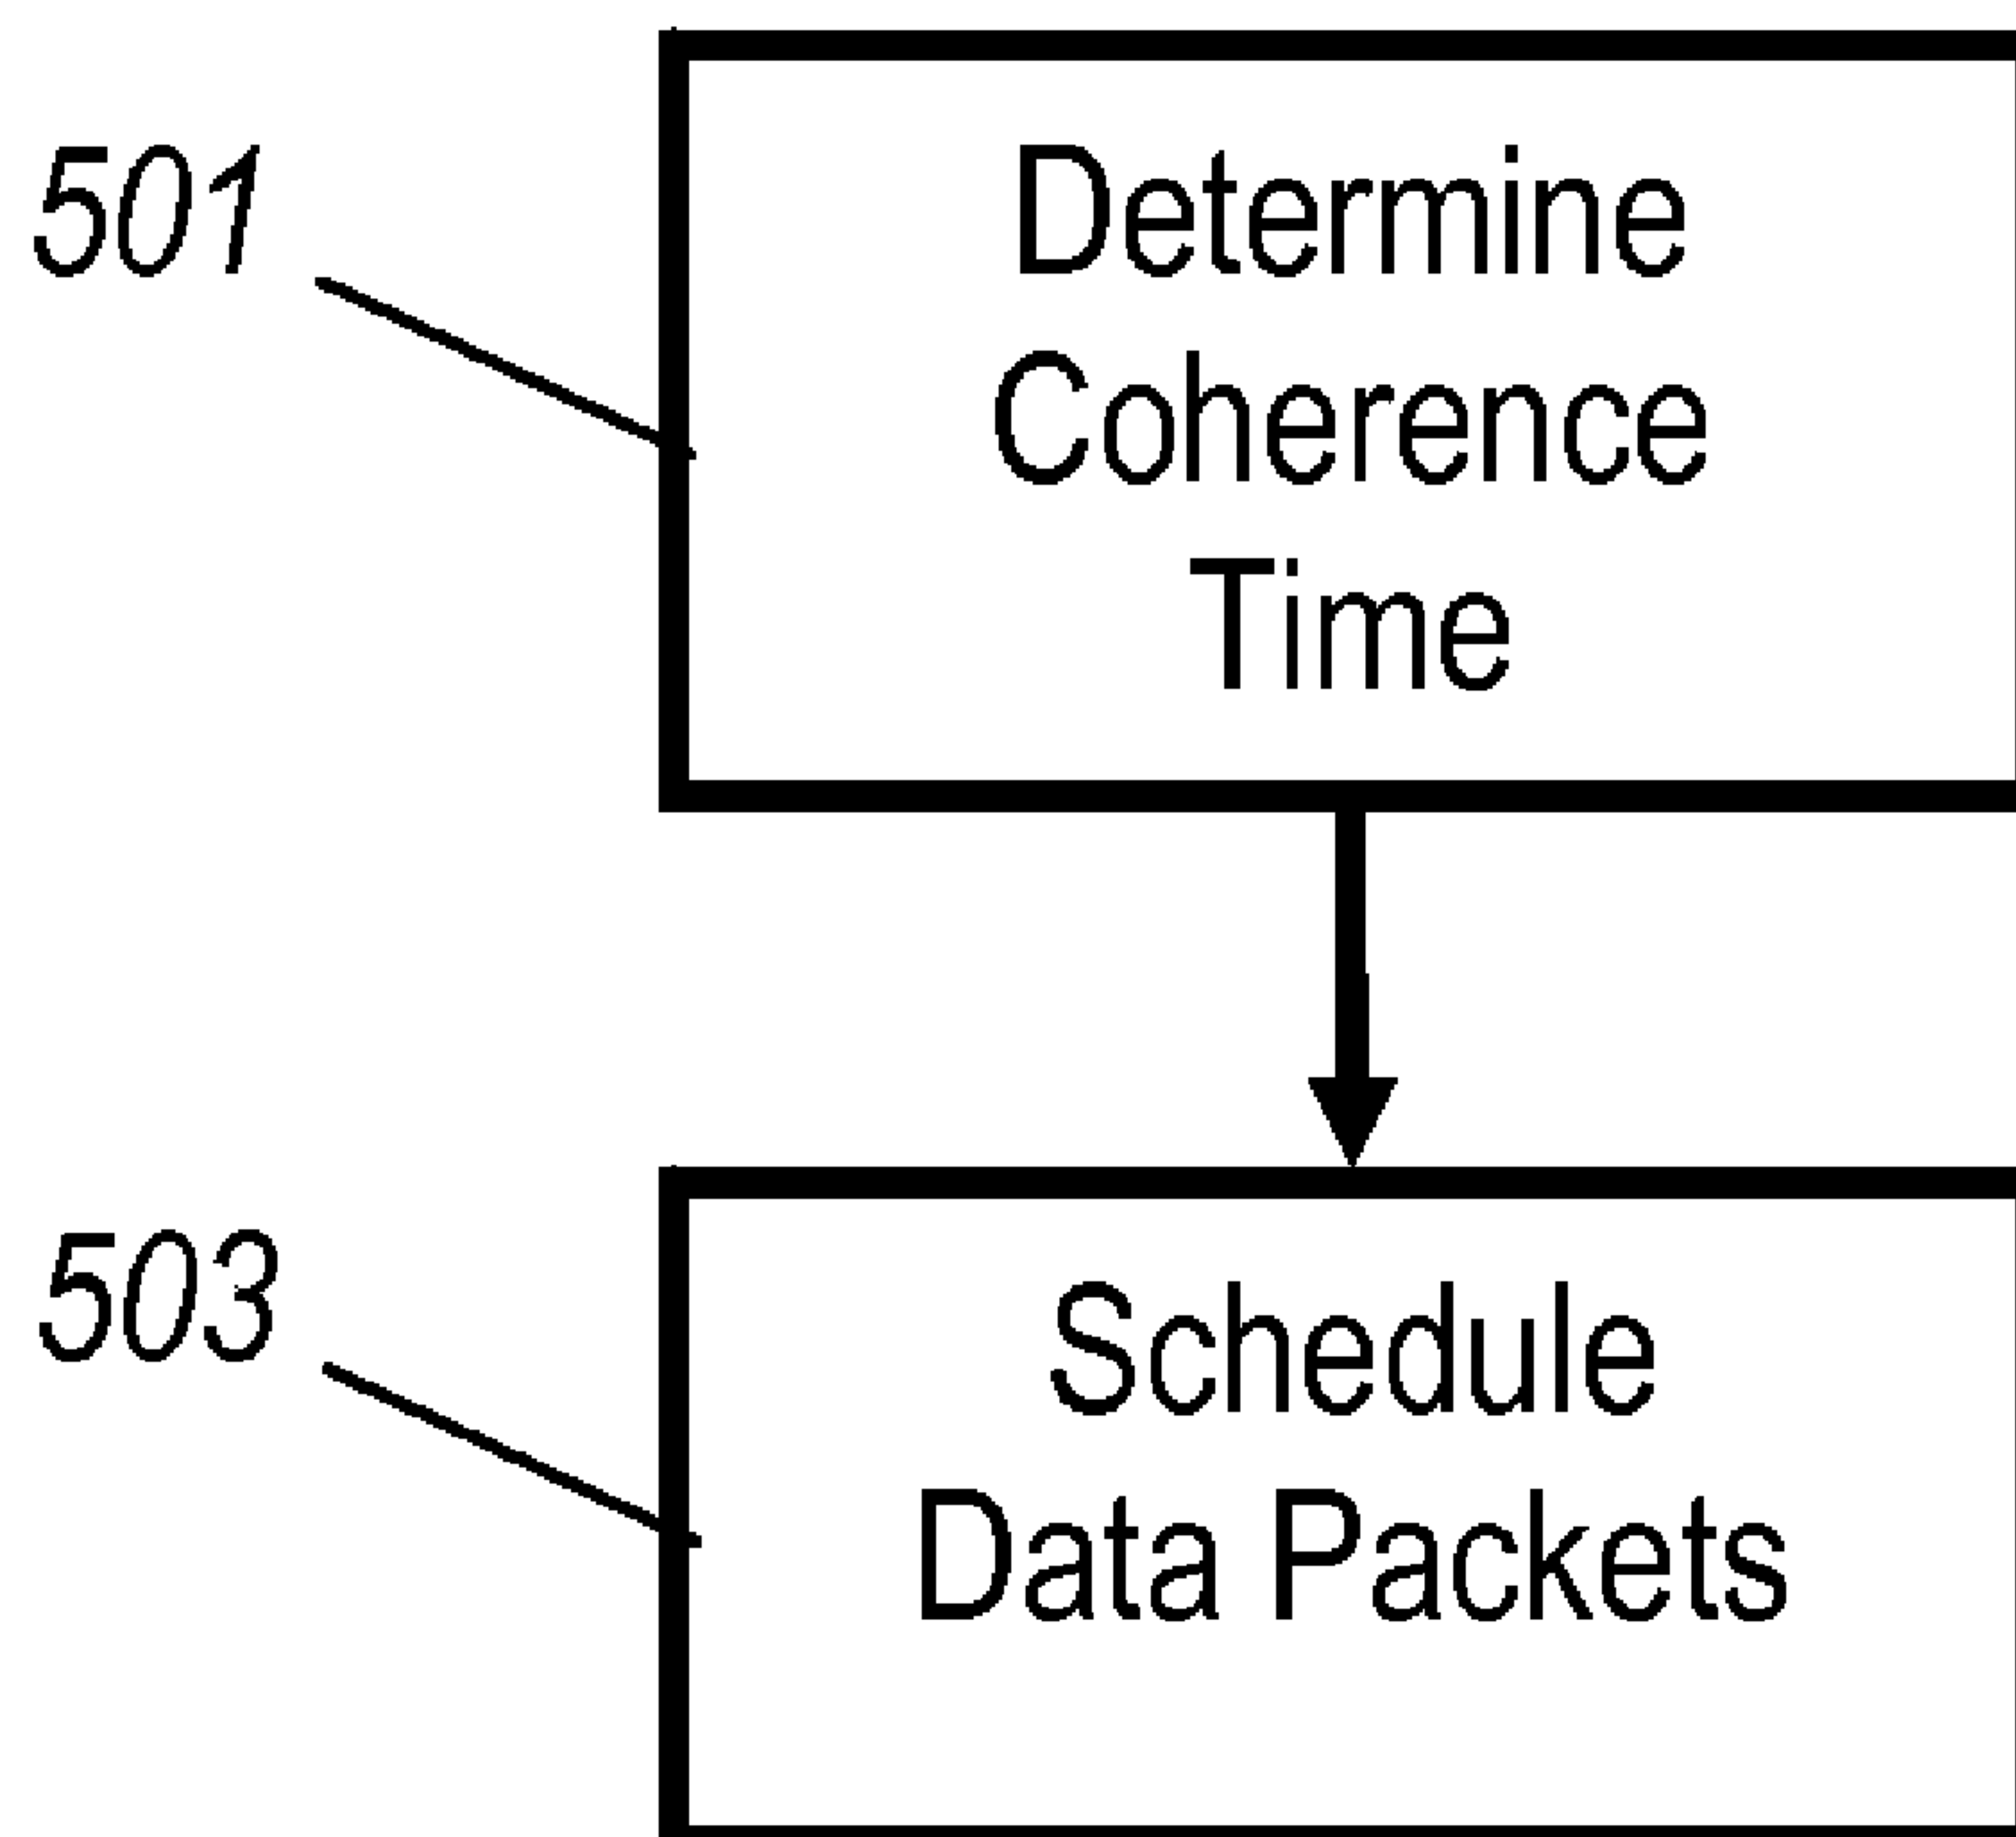 501
Determine
Coherence
Time
503
Schedule
Data Packets